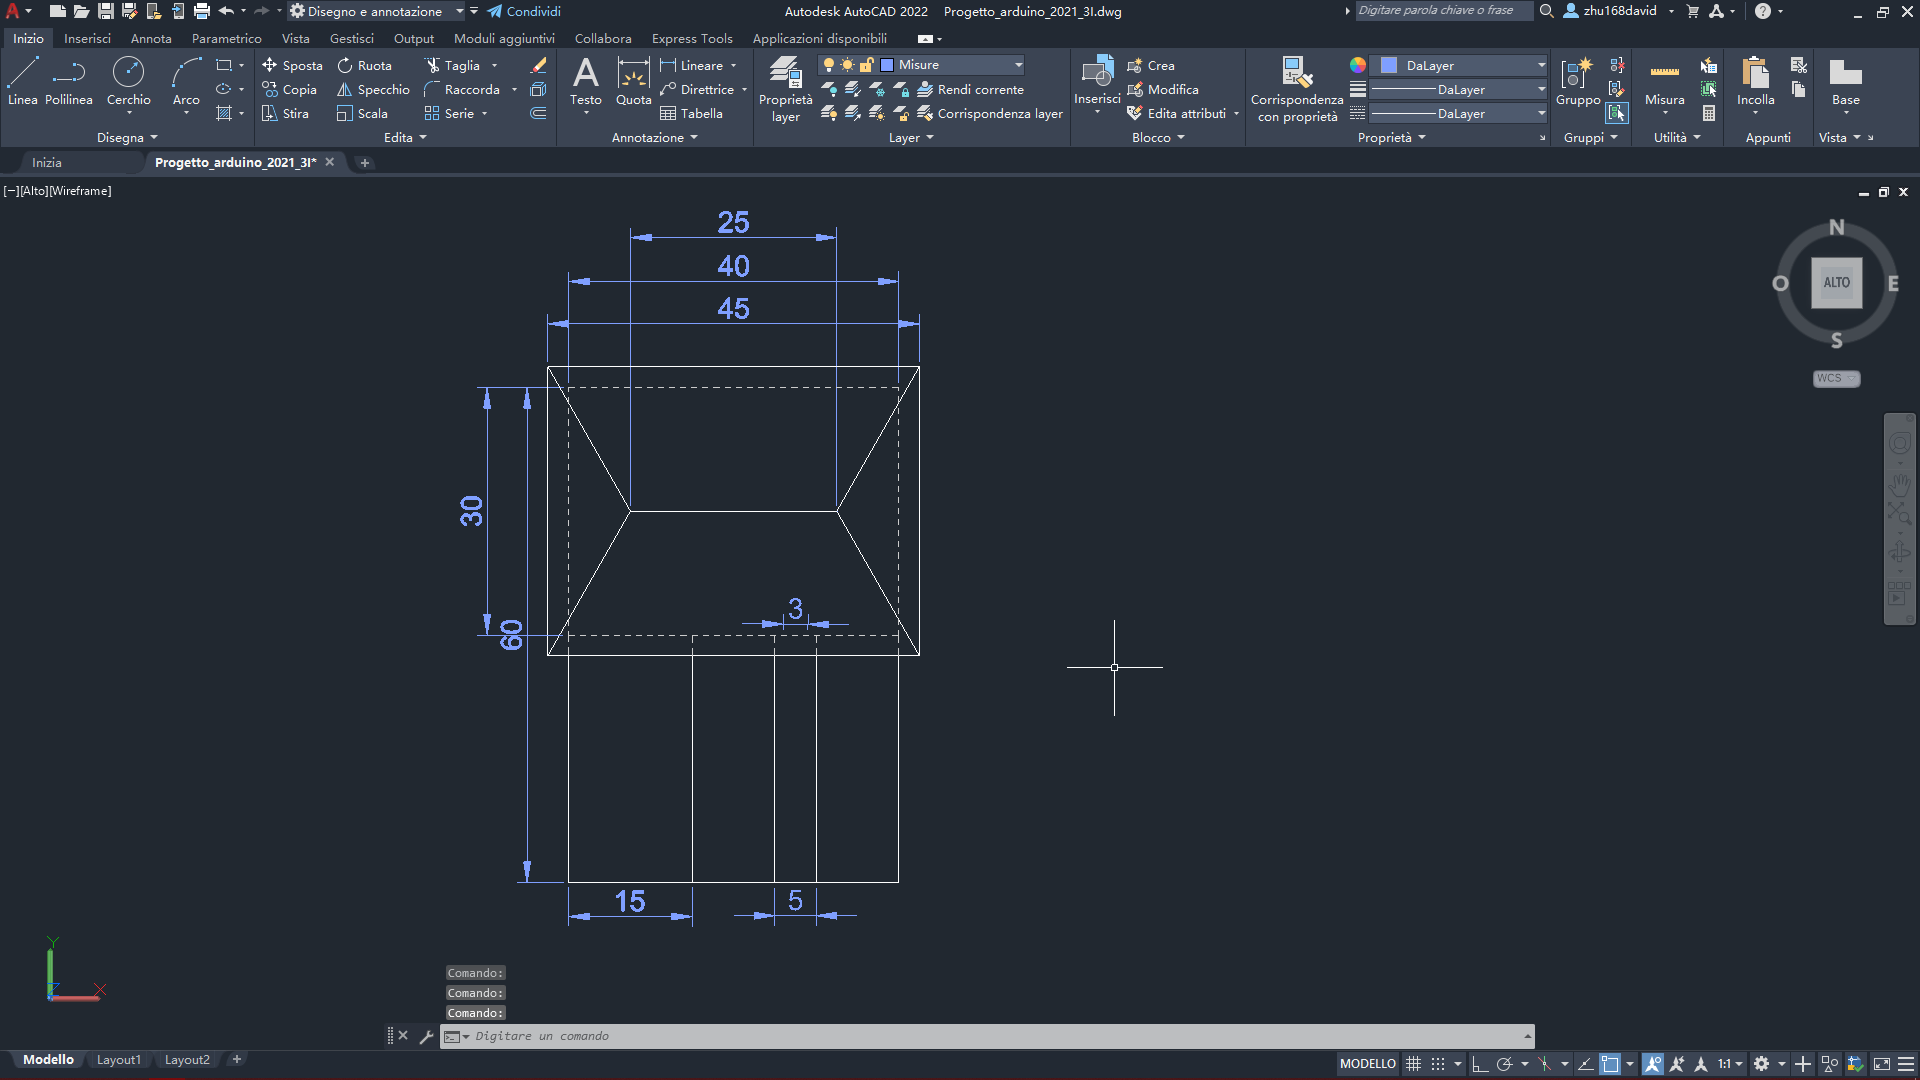 A Disegno e annotazione Condividi Autodesk AutoCAD 2022 Progetto_arduino_2021_3I.dwg Digitare parola chiave o frase zhu168david ?
Inizio Inserisci Annota Parametrico Vista Gestisci Output Moduli aggiuntivi Collabora Express Tools Applicazioni disponibili
Linea Polilinea Cerchio Arco
Sposta Ruota Taglia
Copia Specchio Raccorda
Stira Scala Serie
A Testo Quota
Lineare
Direttrice
Tabella
Proprietà layer
Misure
Rendi corrente
Corrispondenza layer
Inserisci
Crea
Modifica
Edita attributi
Corrispondenza con proprietà
DaLayer
DaLayer
DaLayer
Gruppo Misura Incolla Base
Disegna Edita Annotazione Layer Blocco Proprietà Gruppi Utilità Appunti Vista
Inizia Progetto_arduino_2021_3I*
[−][Alto][Wireframe]
25
40
45
30
60
3
15
5
N
O ALTO E
S
WCS
Y
X
Comando:
Comando:
Comando:
Digitare un comando
Modello Layout1 Layout2
MODELLO 1:1